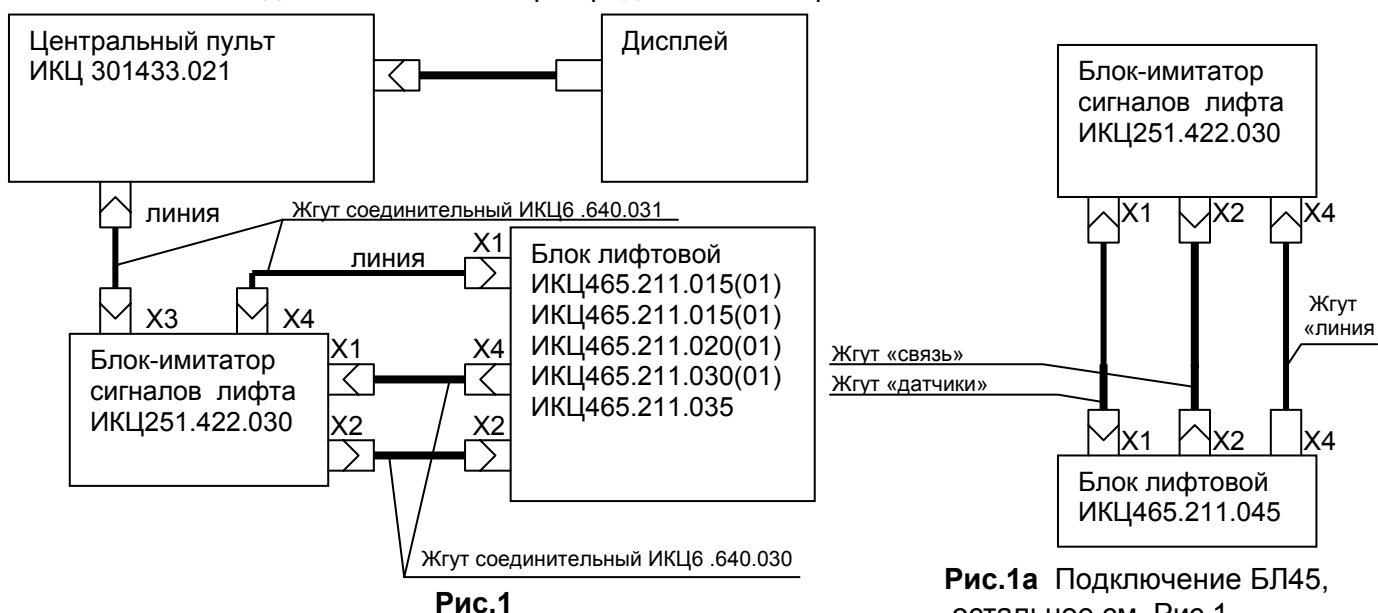 Центральный пульт
ИКЦ 301433.021
Дисплей
линия
Жгут соединительный ИКЦ6 .640.031
X3
X4
линия
X1
Блок-имитатор
сигналов лифта
ИКЦ251.422.030
X1
X2
X4
X2
Блок лифтовой
ИКЦ465.211.015(01)
ИКЦ465.211.015(01)
ИКЦ465.211.020(01)
ИКЦ465.211.030(01)
ИКЦ465.211.035
Жгут соединительный ИКЦ6 .640.030
Рис.1
Блок-имитатор
сигналов лифта
ИКЦ251.422.030
X1
X2
X4
Жгут
«линия
Жгут «связь»
Жгут «датчики»
X1
X2
X4
Блок лифтовой
ИКЦ465.211.045
Рис.1а Подключение БЛ45,
остальное см. Рис.1